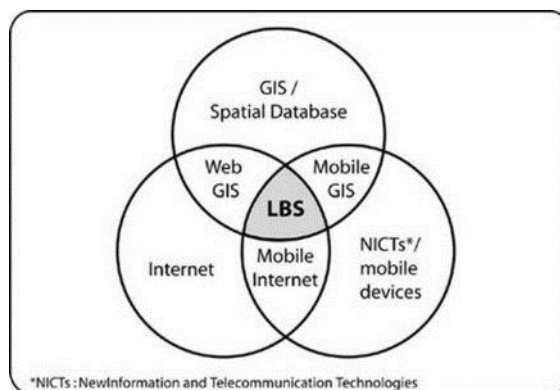 GIS /
Spatial Database
Web
GIS
Mobile
GIS
LBS
Internet
Mobile
Internet
NICTs*/
mobile
devices
*NICTs : NewInformation and Telecommunication Technologies